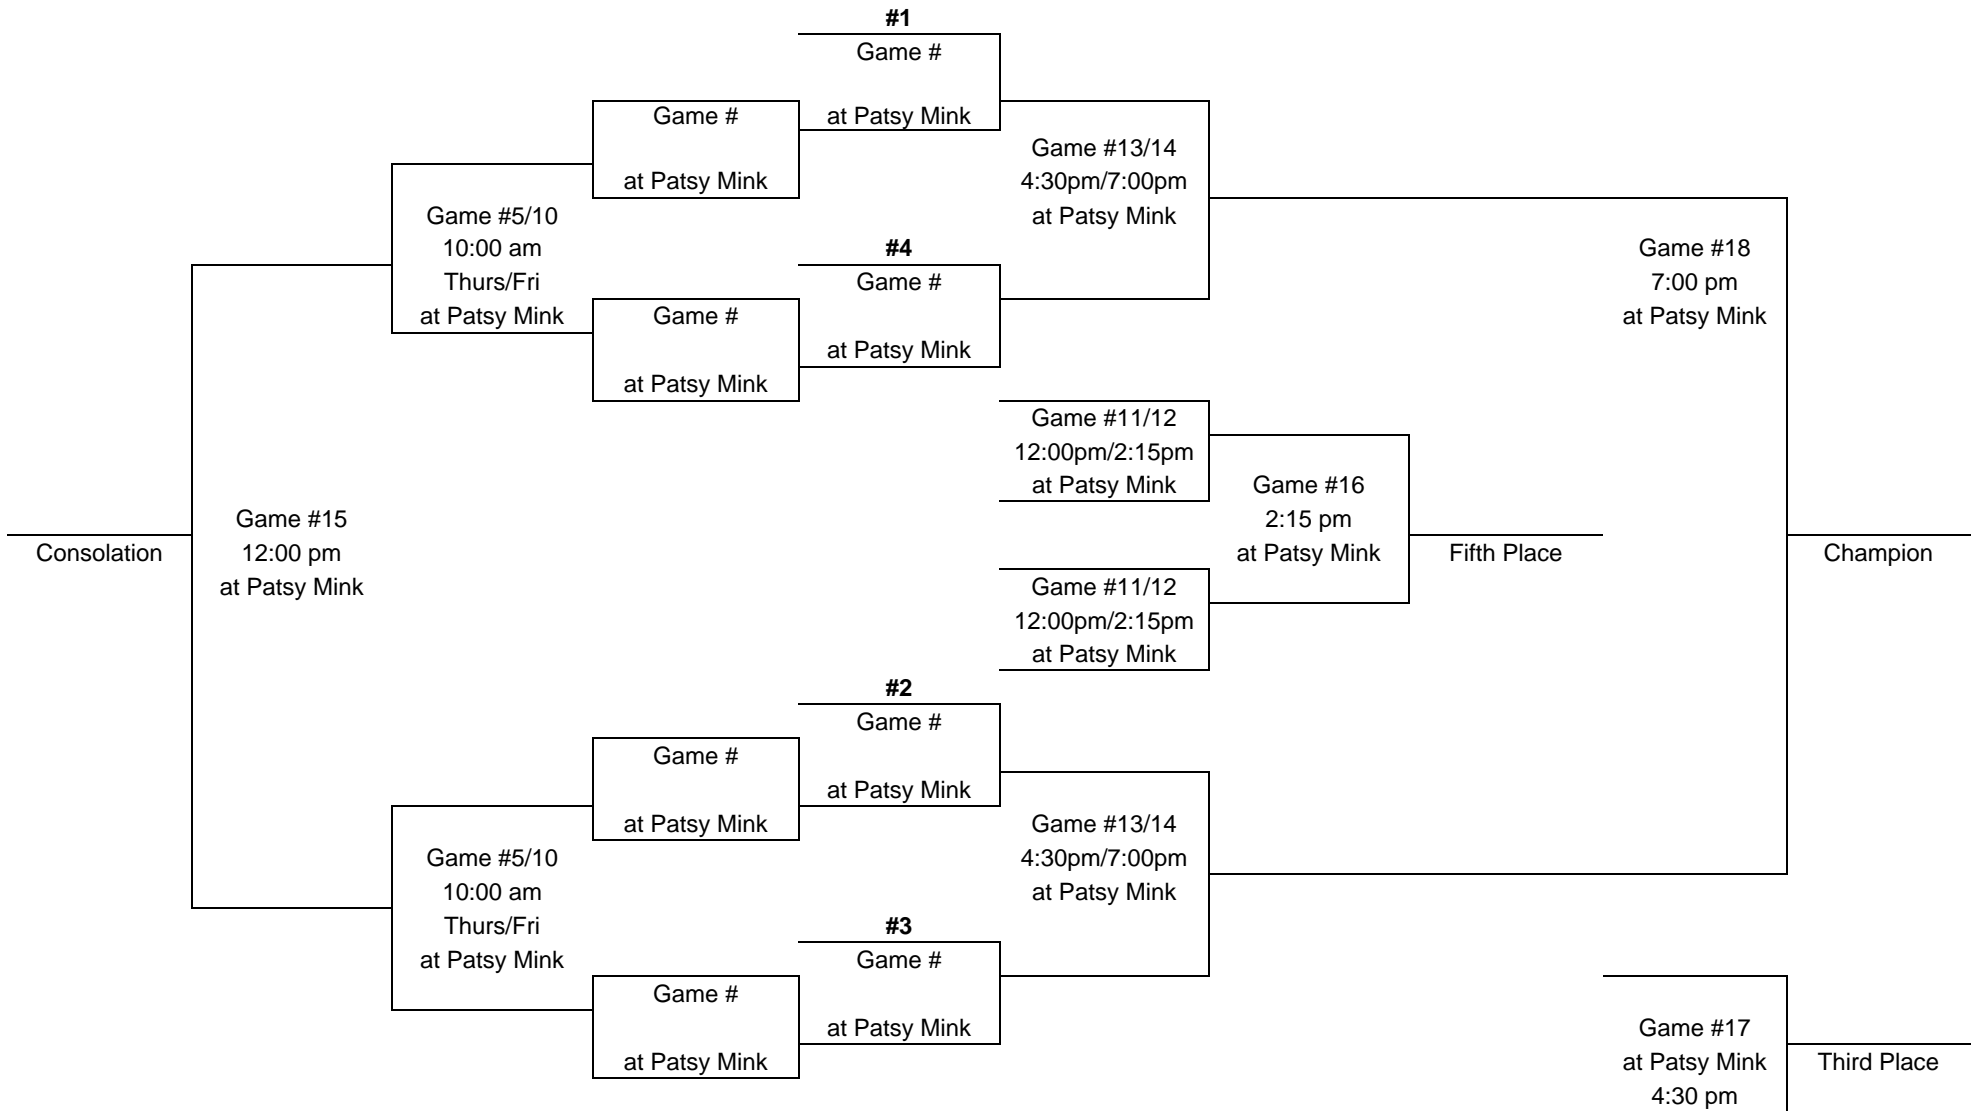 #1
Game #
at Patsy Mink
Game #
at Patsy Mink
Game #13/14
4:30pm/7:00pm
at Patsy Mink
Game #5/10
10:00 am
Thurs/Fri
at Patsy Mink
#4
Game #
at Patsy Mink
Game #
at Patsy Mink
Game #18
7:00 pm
at Patsy Mink
Game #11/12
12:00pm/2:15pm
at Patsy Mink
Game #16
2:15 pm
at Patsy Mink
Fifth Place
Game #15
12:00 pm
at Patsy Mink
Consolation
Champion
Game #11/12
12:00pm/2:15pm
at Patsy Mink
#2
Game #
at Patsy Mink
Game #
at Patsy Mink
Game #13/14
4:30pm/7:00pm
at Patsy Mink
Game #5/10
10:00 am
Thurs/Fri
at Patsy Mink
#3
Game #
at Patsy Mink
Game #
at Patsy Mink
Game #17
at Patsy Mink
4:30 pm
Third Place